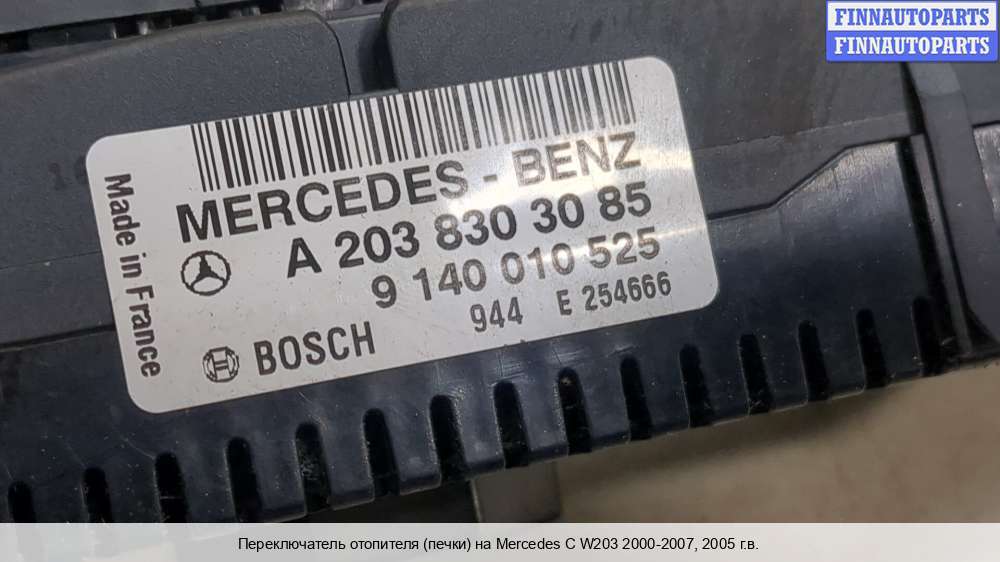 FINNAUTOPARTS
FINNAUTOPARTS
MERCEDES - BENZ
A 203 830 30 85
9 140 010 525
944 E 254666
BOSCH
Made in France
Переключатель отопителя (печки) на Mercedes C W203 2000-2007, 2005 г.в.